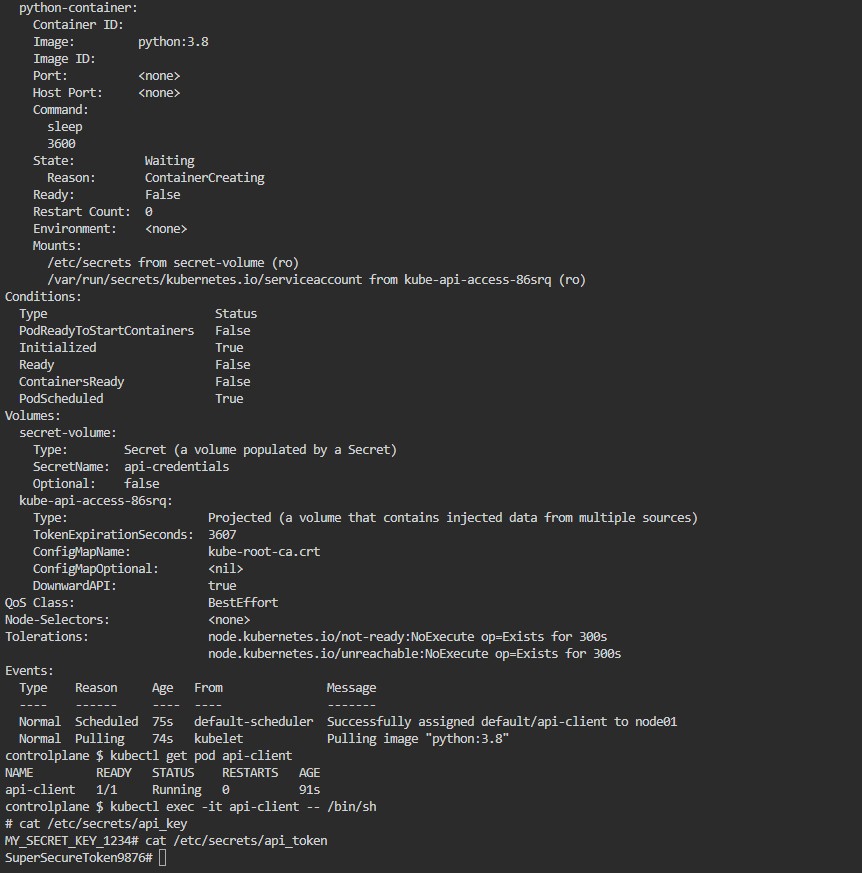 python-container:
    Container ID:
    Image:         python:3.8
    Image ID:
    Port:          <none>
    Host Port:     <none>
    Command:
      sleep
      3600
    State:          Waiting
      Reason:       ContainerCreating
    Ready:          False
    Restart Count:  0
    Environment:    <none>
    Mounts:
      /etc/secrets from secret-volume (ro)
      /var/run/secrets/kubernetes.io/serviceaccount from kube-api-access-86srq (ro)
Conditions:
  Type                        Status
  PodReadyToStartContainers   False
  Initialized                 True
  Ready                       False
  ContainersReady             False
  PodScheduled                True
Volumes:
  secret-volume:
    Type:        Secret (a volume populated by a Secret)
    SecretName:  api-credentials
    Optional:    false
  kube-api-access-86srq:
    Type:                    Projected (a volume that contains injected data from multiple sources)
    TokenExpirationSeconds:  3607
    ConfigMapName:           kube-root-ca.crt
    ConfigMapOptional:       <nil>
    DownwardAPI:             true
QoS Class:                   BestEffort
Node-Selectors:              <none>
Tolerations:                 node.kubernetes.io/not-ready:NoExecute op=Exists for 300s
                             node.kubernetes.io/unreachable:NoExecute op=Exists for 300s
Events:
  Type    Reason     Age   From               Message
  ----    ------     ----  ----               -------
  Normal  Scheduled  75s   default-scheduler  Successfully assigned default/api-client to node01
  Normal  Pulling    74s   kubelet            Pulling image "python:3.8"
controlplane $ kubectl get pod api-client
NAME         READY   STATUS    RESTARTS   AGE
api-client   1/1     Running   0          91s
controlplane $ kubectl exec -it api-client -- /bin/sh
# cat /etc/secrets/api_key
MY_SECRET_KEY_1234# cat /etc/secrets/api_token
SuperSecureToken9876#